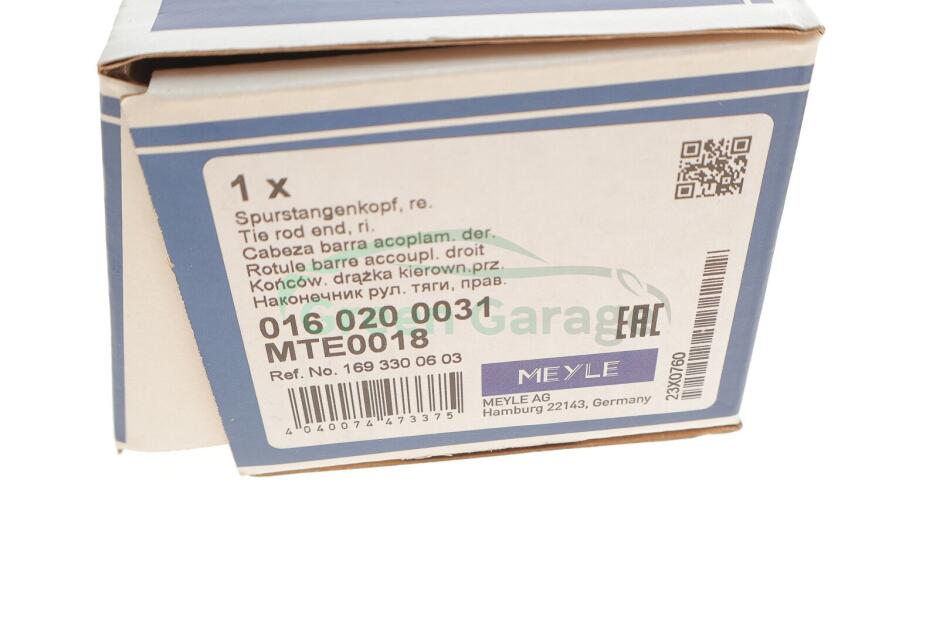 1 x
Spurstangenkopf, re.
Tie rod end, ri.
Cabeza barra acoplam. der.
Rotule barre accoupl. droit
Końców. drążka kierown.prz.
Наконечник рул. тяги, прав.
016 020 0031
MTE0018
Ref. No. 169 330 06 03
4 040074 473375
EAC
MEYLE
MEYLE AG
Hamburg 22143, Germany
23X0760
Green Garage